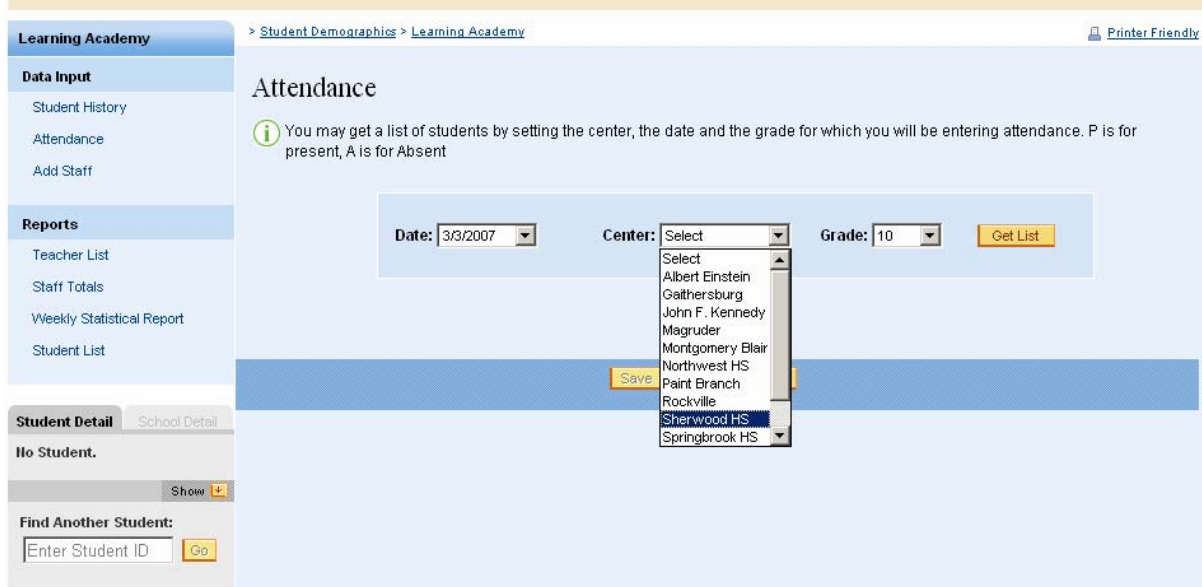 Learning Academy
> Student Demographics > Learning Academy
Printer Friendly
Data Input
Student History
Attendance
Add Staff
Reports
Teacher List
Staff Totals
Weekly Statistical Report
Student List
Student Detail School Detail
No Student.
Show
Find Another Student:
Enter Student ID Go
Attendance
You may get a list of students by setting the center, the date and the grade for which you will be entering attendance. P is for
present, A is for Absent
Date: 3/3/2007 Center: Select Grade: 10 Get List
Select
Albert Einstein
Gaithersburg
John F. Kennedy
Magruder
Montgomery Blair
Northwest HS
Paint Branch
Rockville
Sherwood HS
Springbrook HS
Save